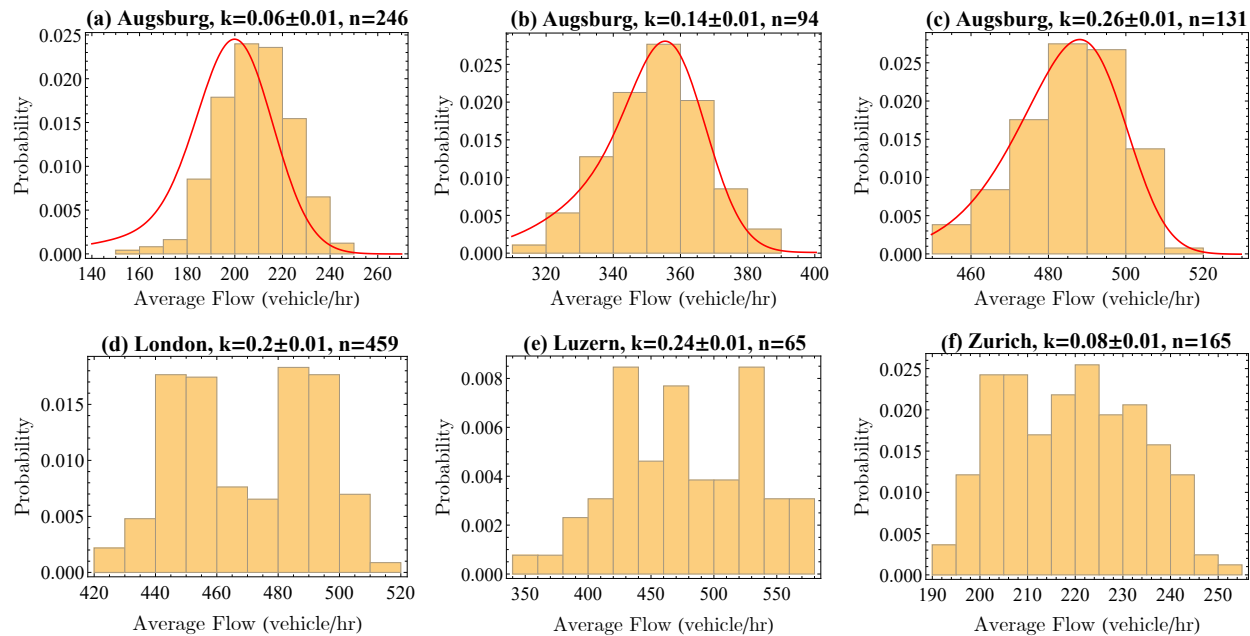 (a) Augsburg, k=0.06±0.01, n=246
0.025
0.020
0.015
0.010
0.005
0.000
Probability
140 160 180 200 220 240 260
Average Flow (vehicle/hr)
(b) Augsburg, k=0.14±0.01, n=94
0.025
0.020
0.015
0.010
0.005
0.000
Probability
320 340 360 380 400
Average Flow (vehicle/hr)
(c) Augsburg, k=0.26±0.01, n=131
0.025
0.020
0.015
0.010
0.005
0.000
Probability
460 480 500 520
Average Flow (vehicle/hr)
(d) London, k=0.2±0.01, n=459
0.015
0.010
0.005
0.000
Probability
420 440 460 480 500 520
Average Flow (vehicle/hr)
(e) Luzern, k=0.24±0.01, n=65
0.008
0.006
0.004
0.002
0.000
Probability
350 400 450 500 550
Average Flow (vehicle/hr)
(f) Zurich, k=0.08±0.01, n=165
0.025
0.020
0.015
0.010
0.005
0.000
Probability
190 200 210 220 230 240 250
Average Flow (vehicle/hr)